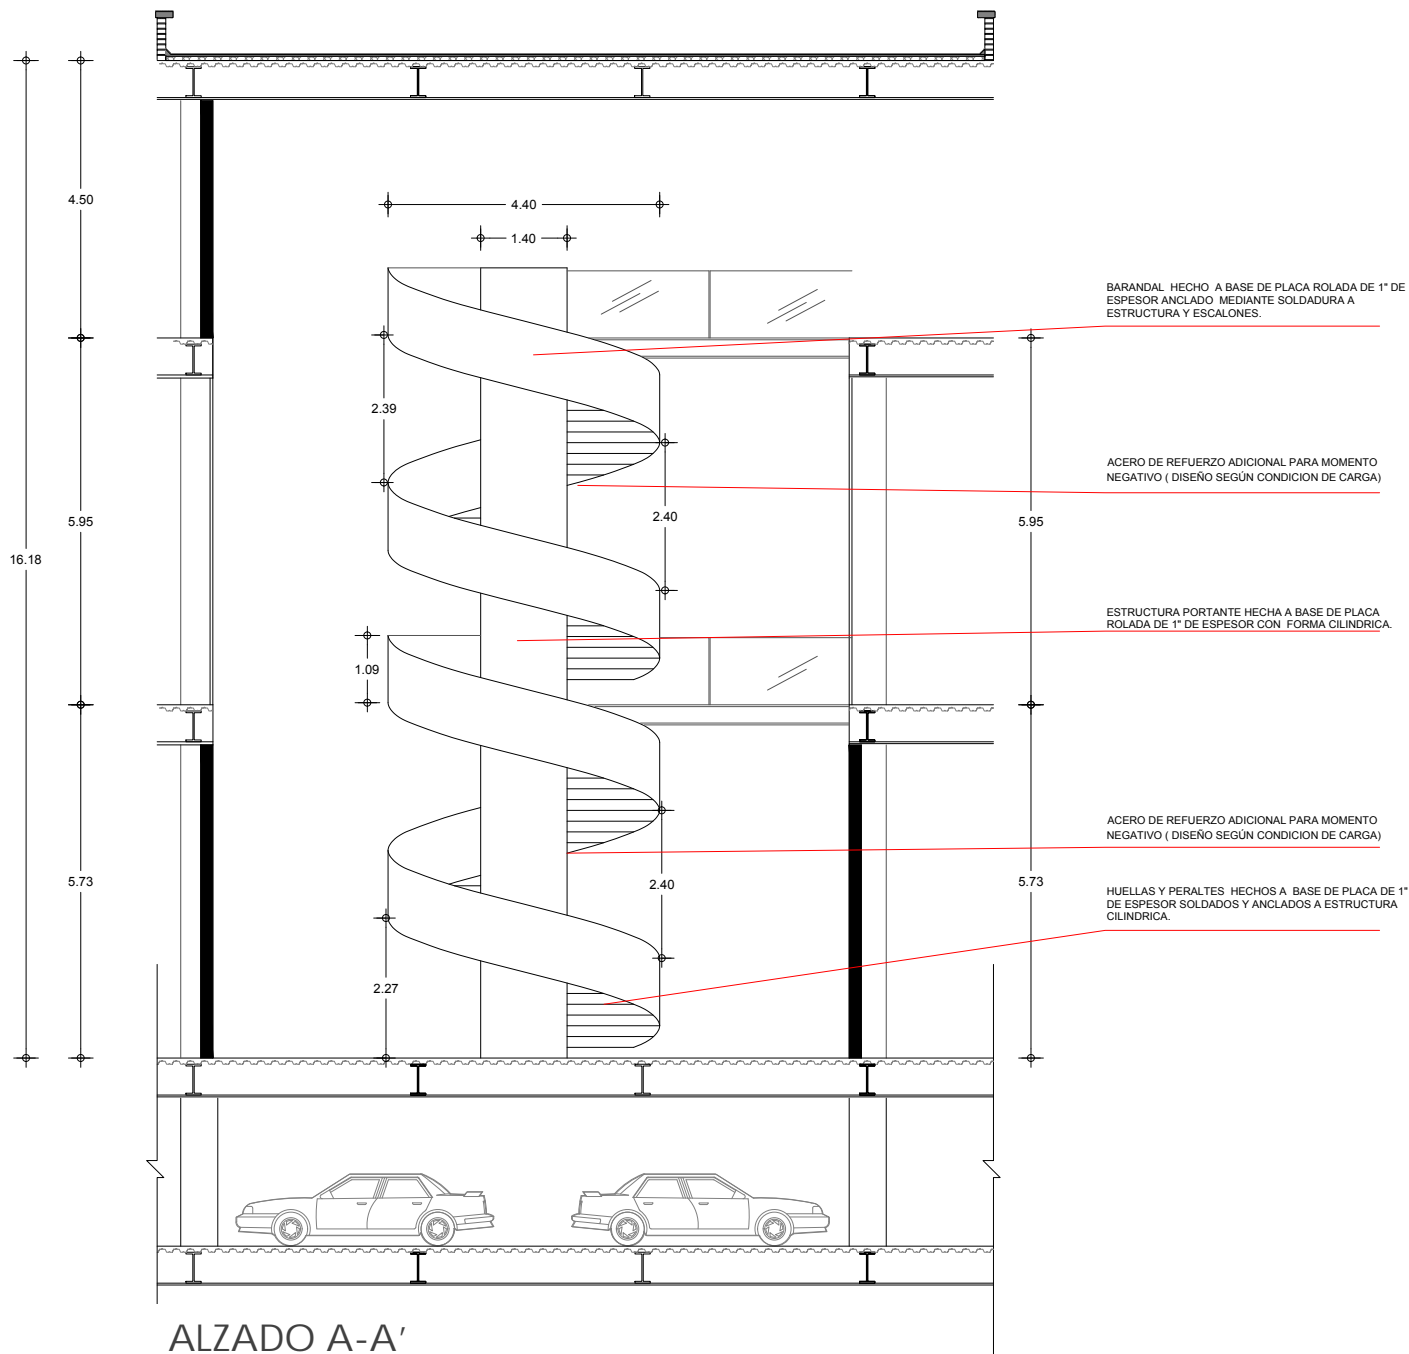 4.40
1.40
4.50
BARANDAL HECHO A BASE DE PLACA ROLADA DE 1" DE
ESPESOR ANCLADO MEDIANTE SOLDADURA A
ESTRUCTURA Y ESCALONES.
2.39
ACERO DE REFUERZO ADICIONAL PARA MOMENTO
NEGATIVO ( DISEÑO SEGÚN CONDICION DE CARGA)
5.95
2.40
5.95
16.18
ESTRUCTURA PORTANTE HECHA A BASE DE PLACA
ROLADA DE 1" DE ESPESOR CON FORMA CILINDRICA.
1.09
ACERO DE REFUERZO ADICIONAL PARA MOMENTO
NEGATIVO ( DISEÑO SEGÚN CONDICION DE CARGA)
5.73
2.40
5.73
HUELLAS Y PERALTES HECHOS A BASE DE PLACA DE 1"
DE ESPESOR SOLDADOS Y ANCLADOS A ESTRUCTURA
CILINDRICA.
2.27
ALZADO A-A'